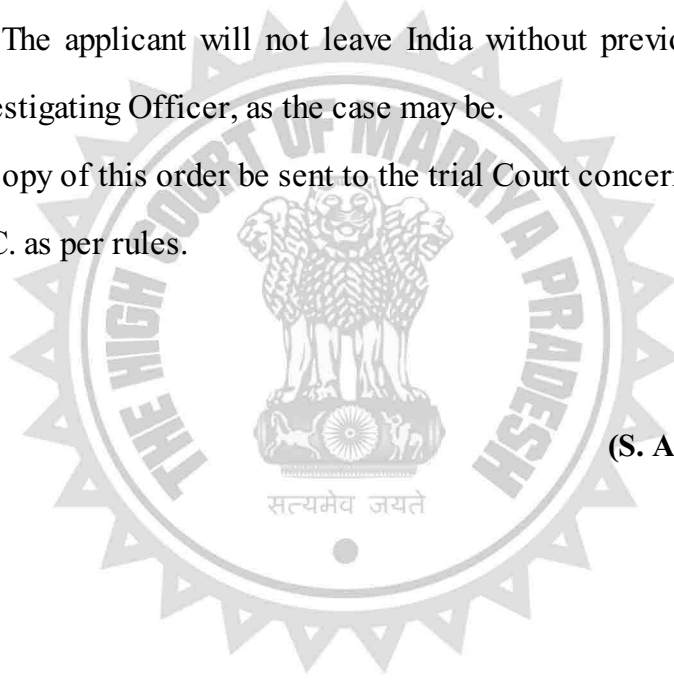 The applicant will not leave India without previo
estigating Officer, as the case may be.
opy of this order be sent to the trial Court concer
C. as per rules.
(S. A
THE HIGH COURT OF MADHYA PRADESH
सत्यमेव जयते